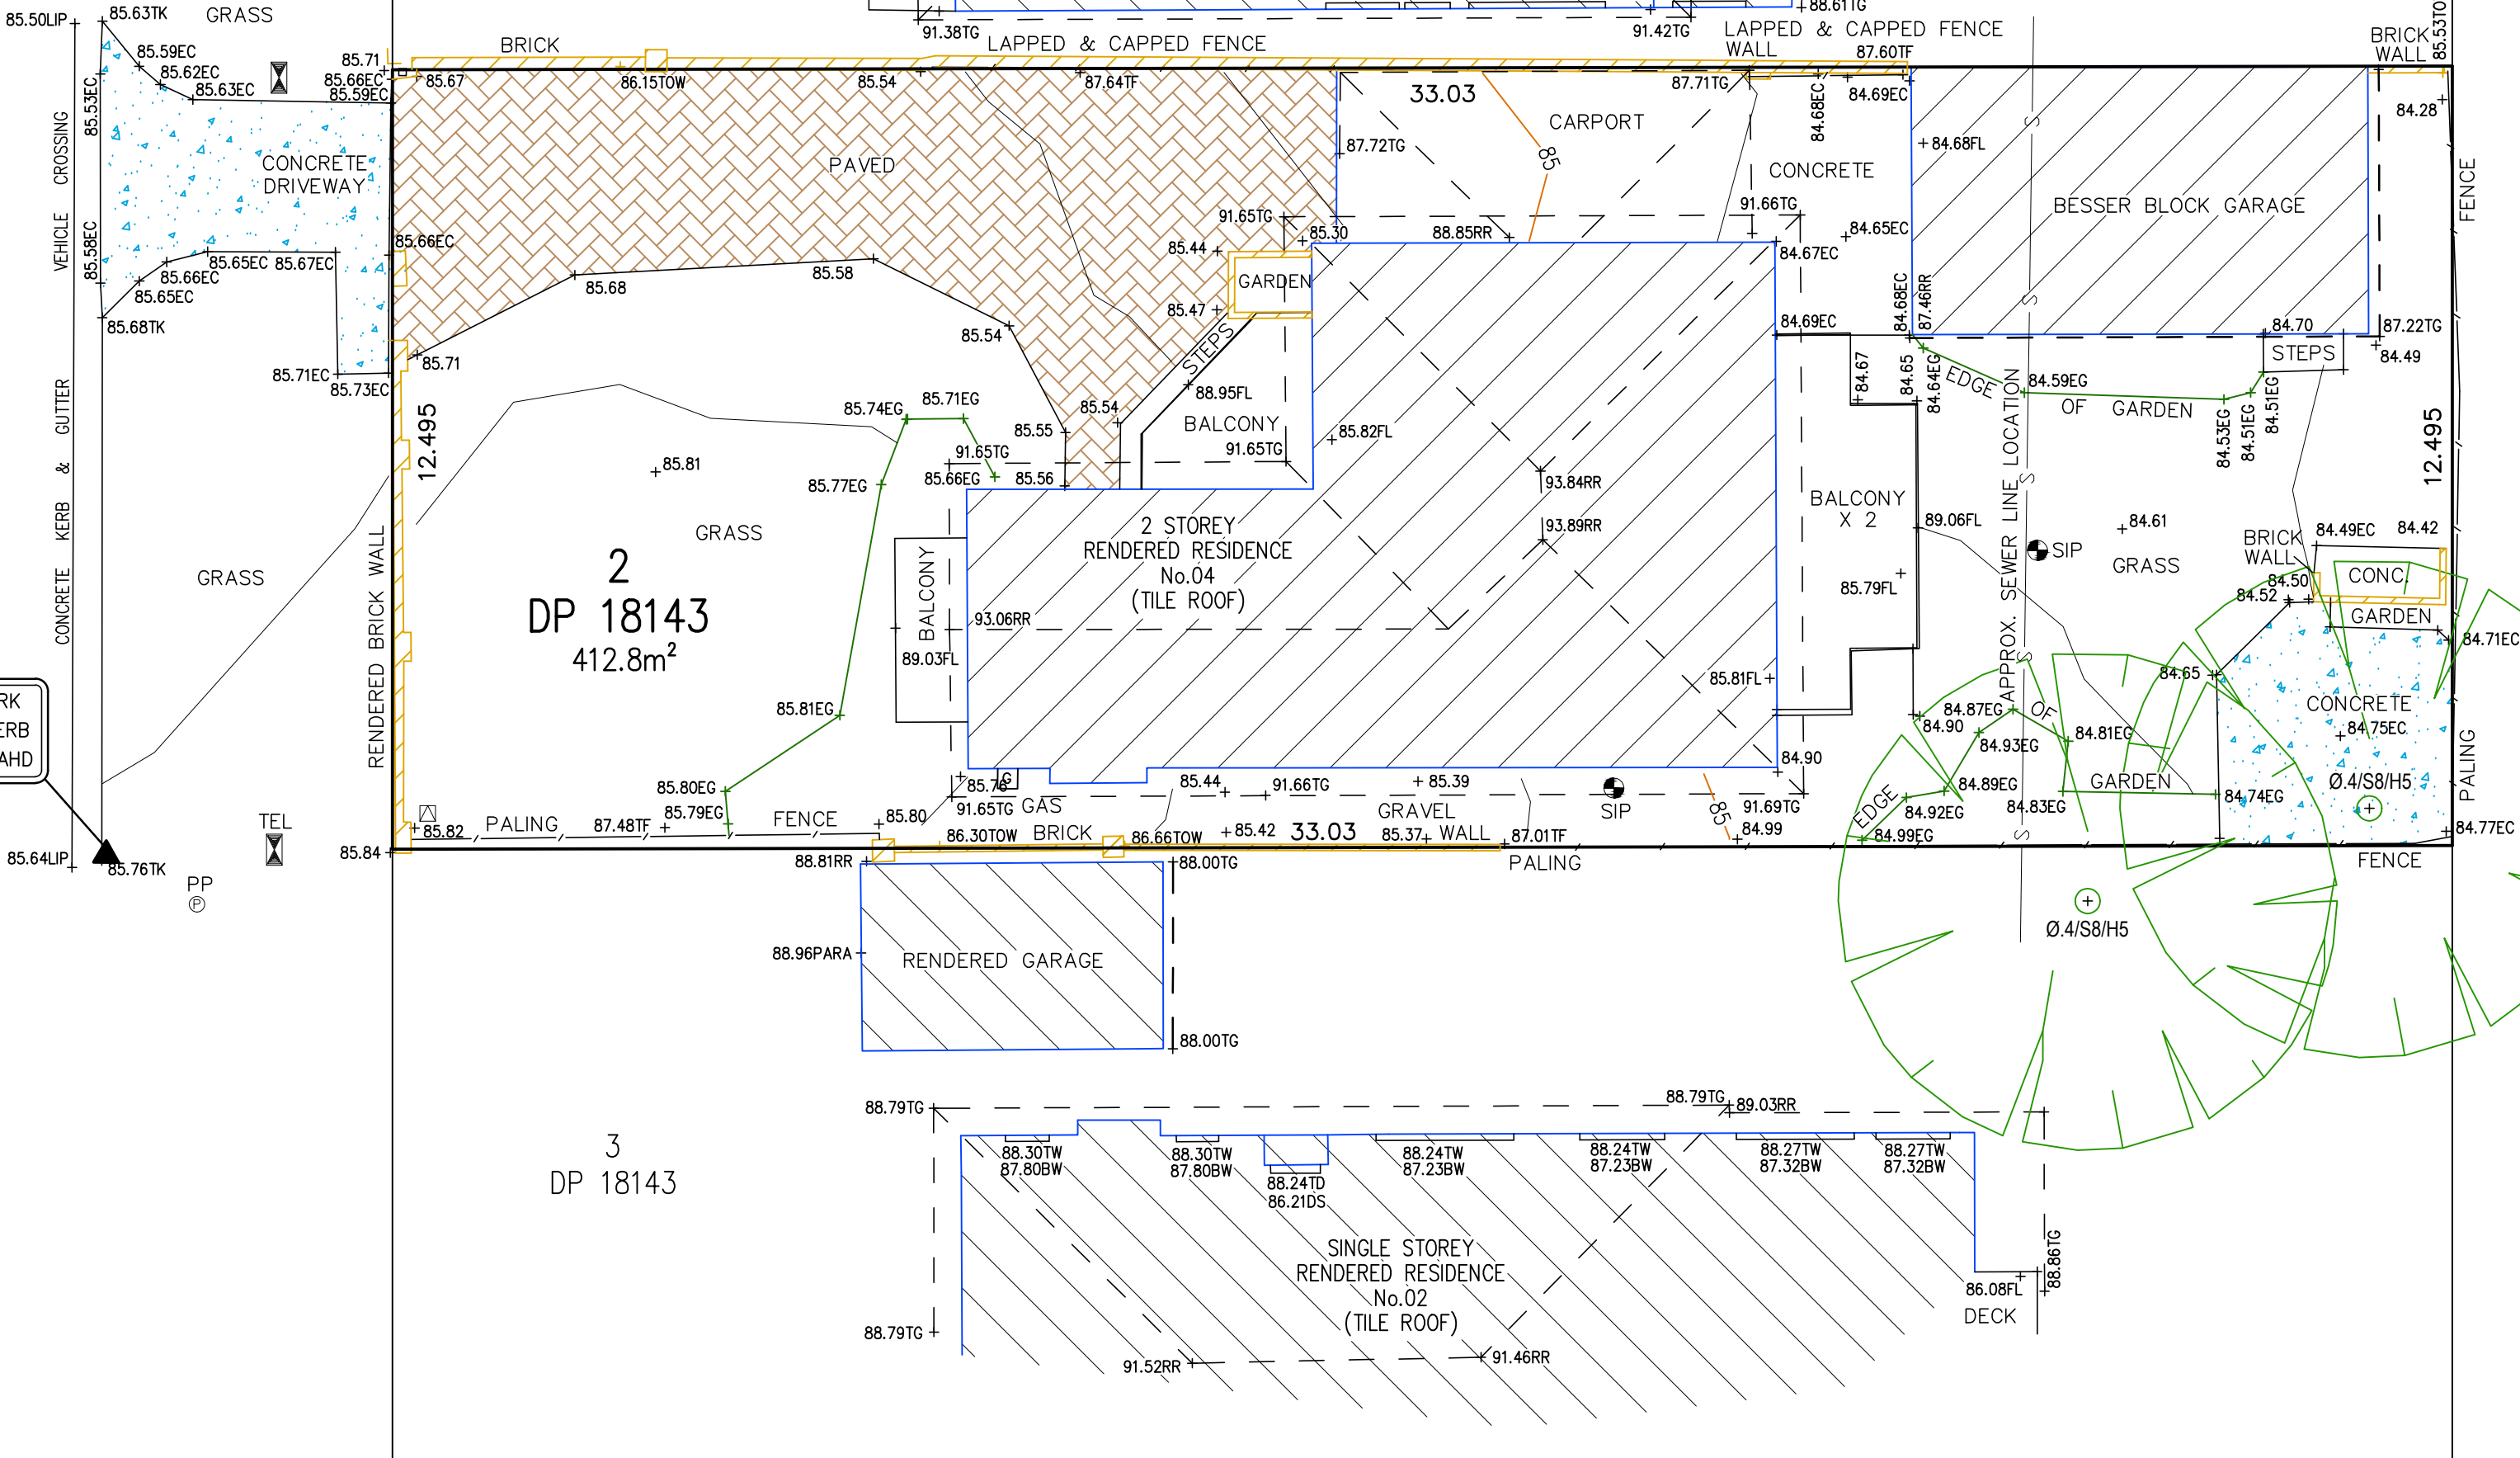 85.50LIP
85.63TK
GRASS
BRICK
91.38TG
LAPPED & CAPPED FENCE
91.42TG
88.61TG
LAPPED & CAPPED FENCE
WALL
87.60TF
BRICK
WALL
85.53TO
85.59EC
85.62EC
85.63EC
85.53EC
85.71
85.66EC
85.59EC
85.67
86.15TOW
85.54
87.64TF
33.03
87.71TG
84.68EC
84.69EC
84.28
VEHICLE CROSSING
CONCRETE
DRIVEWAY
PAVED
87.72TG
CARPORT
85
CONCRETE
84.68FL
FENCE
BESSER BLOCK GARAGE
85.58EC
85.66EC
85.65EC
85.67EC
85.66EC
85.65EC
85.68TK
91.65TG
85.30
88.85RR
91.66TG
84.65EC
85.44
84.67EC
GARDEN
85.68
85.58
85.47
84.68EC
87.46RR
85.54
STEPS
84.69EC
84.70
87.22TG
STEPS
84.49
85.71EC
85.73EC
85.71
84.67
84.65
84.64EG
EDGE
OF GARDEN
84.59EG
84.53EG
84.51EG
84.51EG
88.95FL
BALCONY
85.54
85.74EG
85.71EG
12.495
85.55
91.65TG
91.65TG
85.82FL
12.495
85.81
85.77EG
85.66EG
85.56
93.84RR
APPROX. SEWER LINE LOCATION
S
S
S
S
S
S
CONCRETE KERB & GUTTER
BALCONY
X 2
89.06FL
84.61
GRASS
2 STOREY
RENDERED RESIDENCE
No.04
(TILE ROOF)
93.89RR
SIP
GRASS
BRICK
WALL
84.49EC
84.42
GRASS
2
DP 18143
412.8m²
RENDERED BRICK WALL
BALCONY
89.03FL
93.06RR
85.79FL
84.50
CONC.
84.52
GARDEN
84.71EC
84.65
85.81FL
CONCRETE
84.75EC
RK
ERB
AHD
85.81EG
84.87EG
OF
84.90
84.93EG
84.81EG
84.90
85.80EG
85.79EG
85.76
G
91.65TG
GAS
85.44
91.66TG
85.39
GRAVEL
SIP
91.69TG
84.89EG
GARDEN
Ø.4/S8/H5
PALING
84.92EG
84.83EG
84.74EG
EDGE
TEL
85.82
PALING
87.48TF
FENCE
85.80
86.30TOW
BRICK
86.66TOW
85.42
33.03
85.37
WALL
87.01TF
85
84.99
84.99EG
84.77EC
85.64LIP
85.76TK
85.84
88.81RR
88.00TG
PALING
FENCE
PP
P
88.96PARA
RENDERED GARAGE
Ø.4/S8/H5
88.00TG
88.79TG
88.79TG
89.03RR
3
DP 18143
88.30TW
87.80BW
88.30TW
87.80BW
88.24TD
86.21DS
88.24TW
87.23BW
88.24TW
87.23BW
88.27TW
87.32BW
88.27TW
87.32BW
SINGLE STOREY
RENDERED RESIDENCE
No.02
(TILE ROOF)
88.86TG
86.08FL
DECK
88.79TG
91.52RR
91.46RR